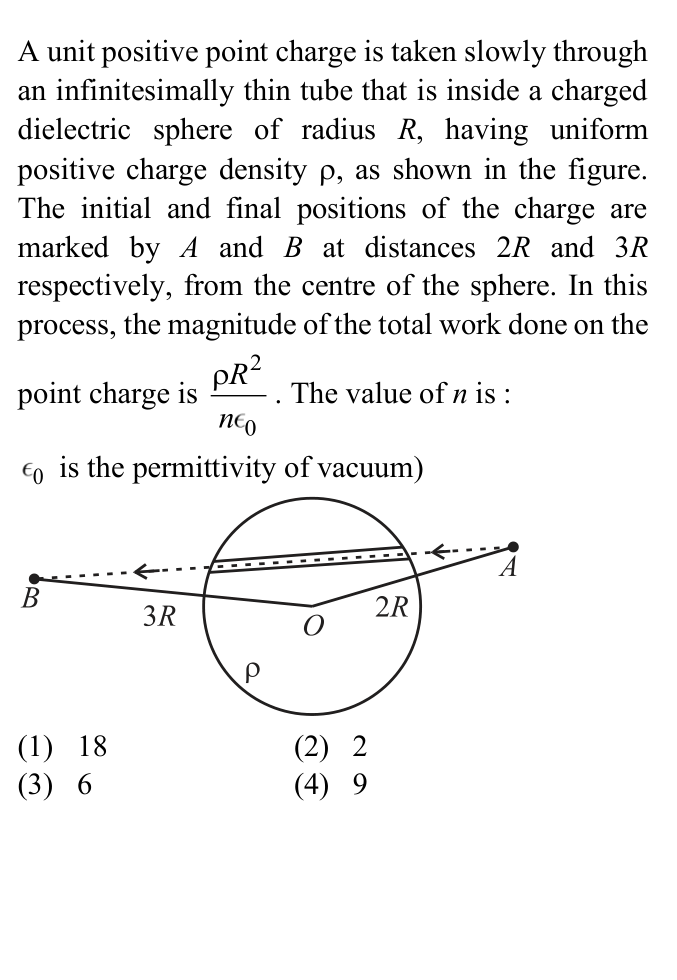 A unit positive point charge is taken slowly through
an infinitesimally thin tube that is inside a charged
dielectric sphere of radius R, having uniform
positive charge density ρ, as shown in the figure.
The initial and final positions of the charge are
marked by A and B at distances 2R and 3R
respectively, from the centre of the sphere. In this
process, the magnitude of the total work done on the
point charge is ρR²/nϵ₀ . The value of n is :
ϵ₀ is the permittivity of vacuum)
A
B
3R
2R
O
ρ
(1) 18 (2) 2
(3) 6 (4) 9